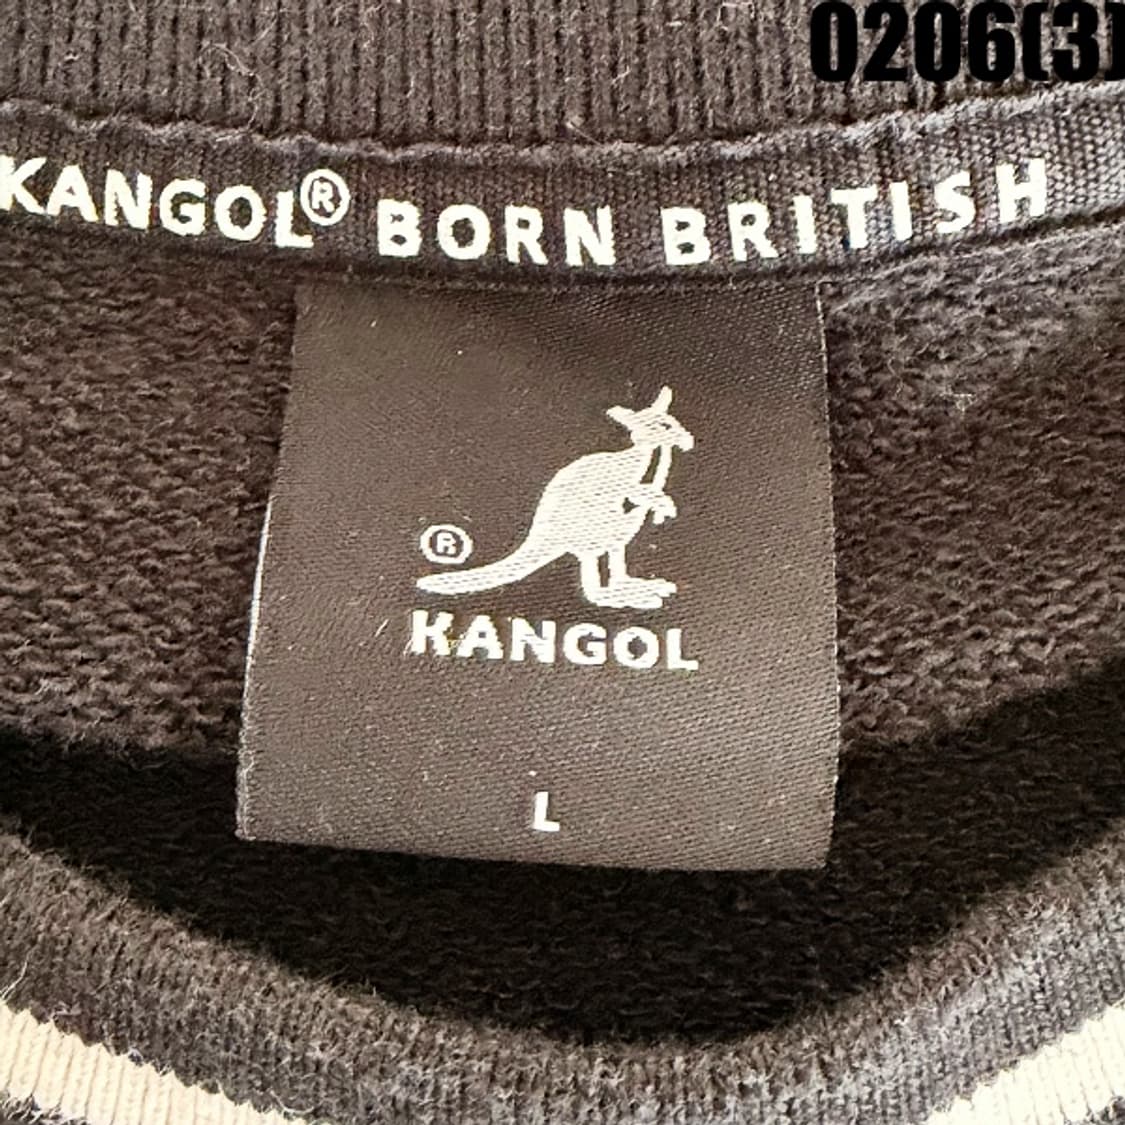 0206(3)
KANGOL® BORN BRITISH
®
KANGOL
L